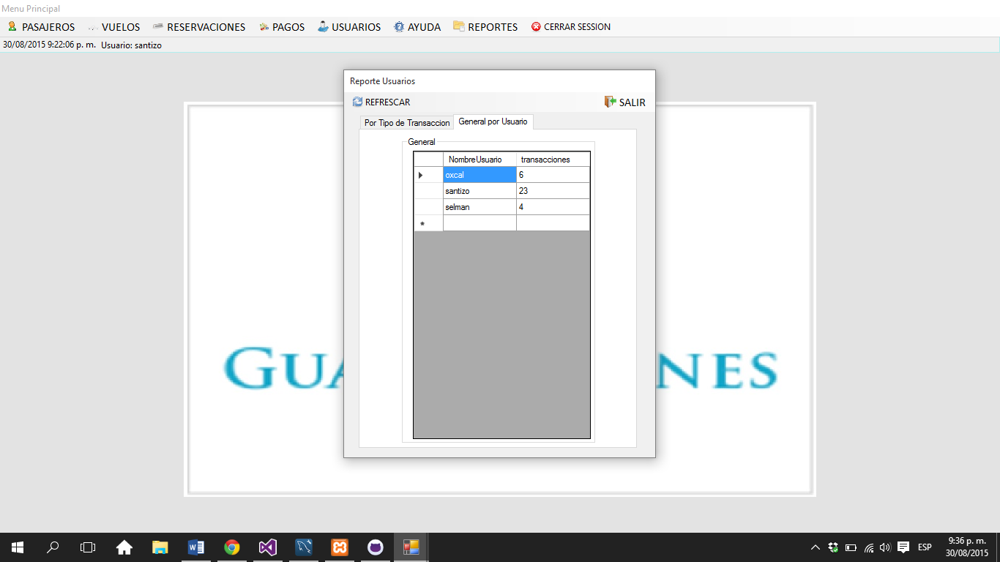 Menu Principal
PASAJEROS VUELOS RESERVACIONES PAGOS USUARIOS AYUDA REPORTES CERRAR SESSION
30/08/2015 9:22:06 p. m. Usuario: santizo
Reporte Usuarios
REFRESCAR SALIR
Por Tipo de Transaccion General por Usuario
General
NombreUsuario transacciones
oxcal 6
santizo 23
selman 4
ESP
9:36 p. m.
30/08/2015